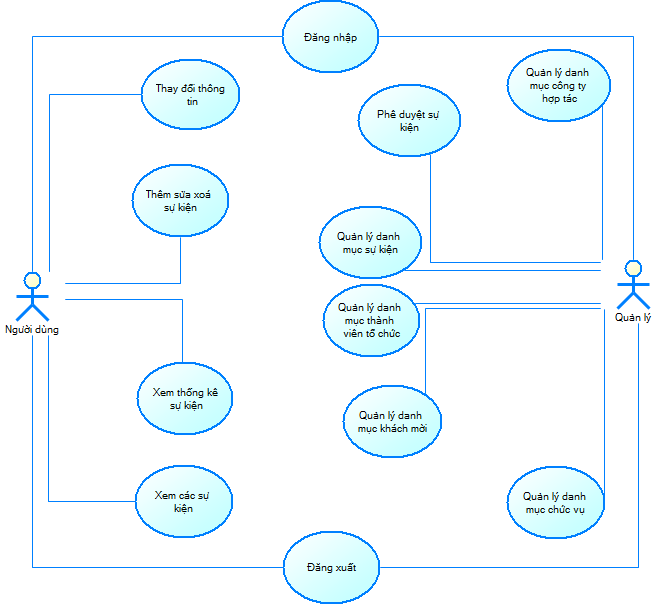 Đăng nhập
Thay đổi thông
tin
Quản lý danh
mục công ty
hợp tác
Phê duyệt sự
kiện
Thêm sửa xoá
sự kiện
Quản lý danh
mục sự kiện
Người dùng
Quản lý
Quản lý danh
mục thành
viên tổ chức
Xem thống kê
sự kiện
Quản lý danh
mục khách mời
Xem các sự
kiện
Quản lý danh
mục chức vụ
Đăng xuất